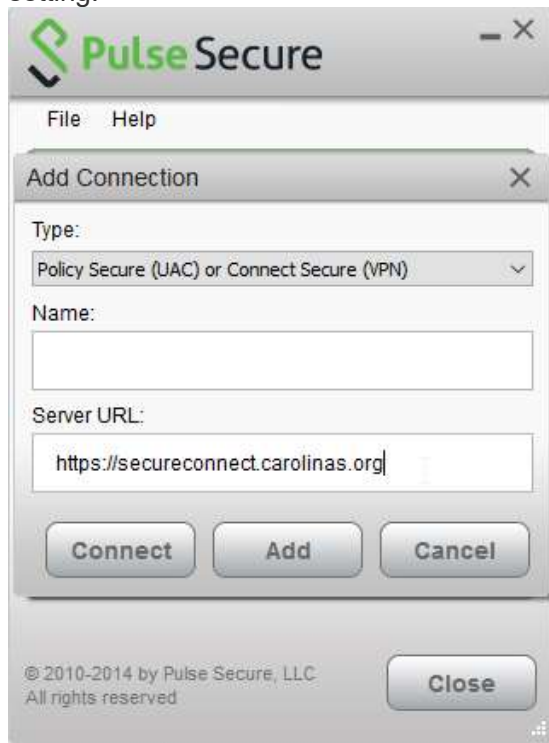 Pulse Secure
File Help
Add Connection
Type:
Policy Secure (UAC) or Connect Secure (VPN)
Name:
Server URL:
https://secureconnect.carolinas.org
Connect Add Cancel
© 2010-2014 by Pulse Secure, LLC
All rights reserved
Close